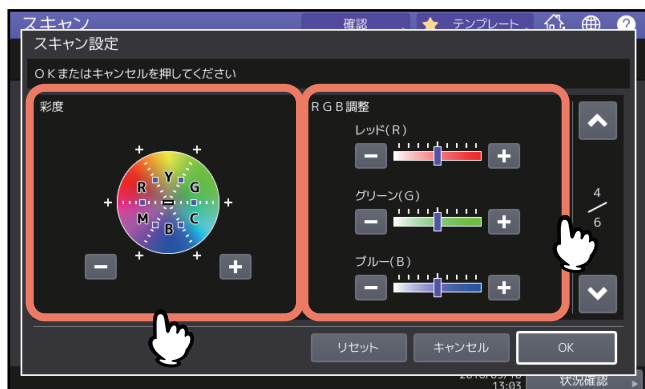 スキャン
確認
テンプレート
?
スキャン設定
OKまたはキャンセルを押してください
彩度
Y
R
G
M
C
B
RGB調整
レッド(R)
グリーン(G)
ブルー(B)
4
6
リセット
キャンセル
OK
13:03
状況確認